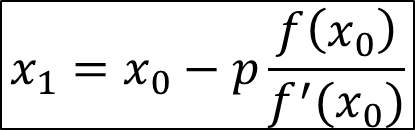 x₁ = x₀ − p f(x₀) / f′(x₀)